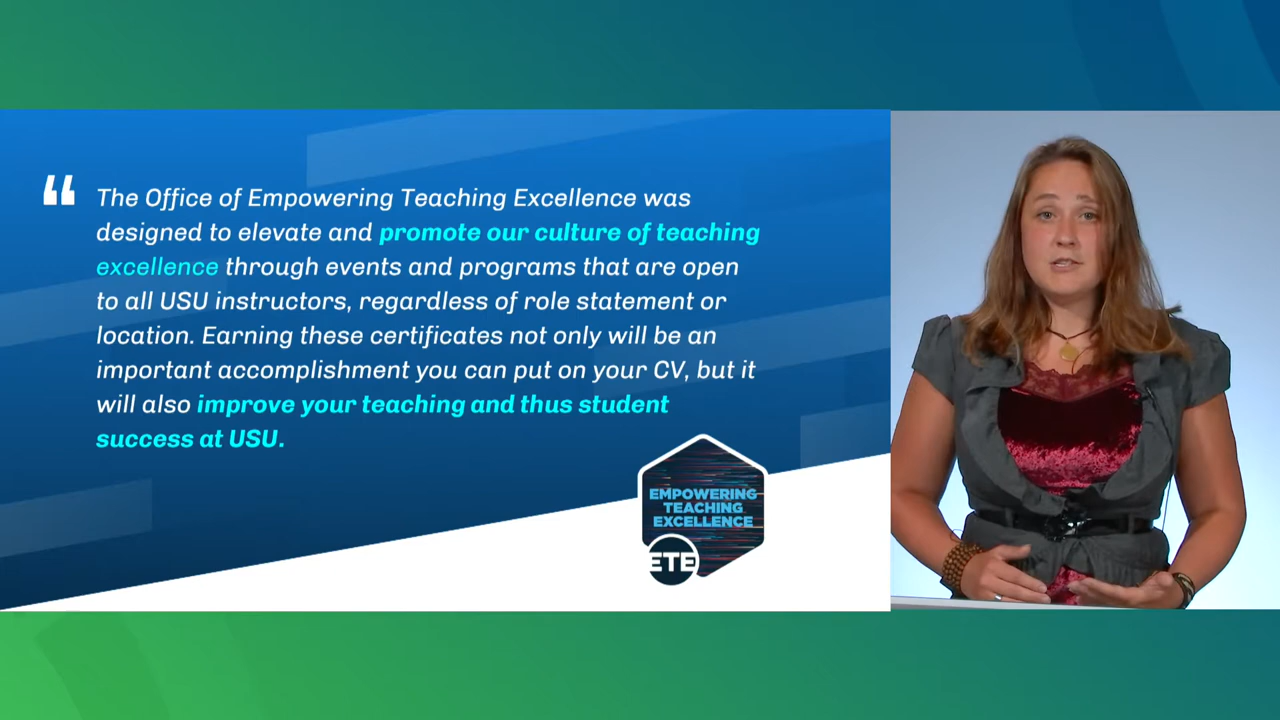 ❝ The Office of Empowering Teaching Excellence was
designed to elevate and promote our culture of teaching
excellence through events and programs that are open
to all USU instructors, regardless of role statement or
location. Earning these certificates not only will be an
important accomplishment you can put on your CV, but it
will also improve your teaching and thus student
success at USU.
EMPOWERING
TEACHING
EXCELLENCE
ETE